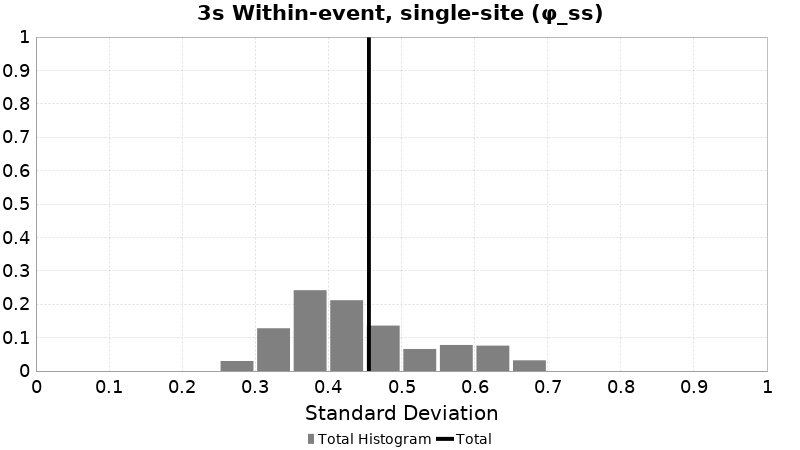 3s Within-event, single-site (φ_ss)
1
0.9
0.8
0.7
0.6
0.5
0.4
0.3
0.2
0.1
0
0 0.1 0.2 0.3 0.4 0.5 0.6 0.7 0.8 0.9 1
Standard Deviation
Total Histogram Total